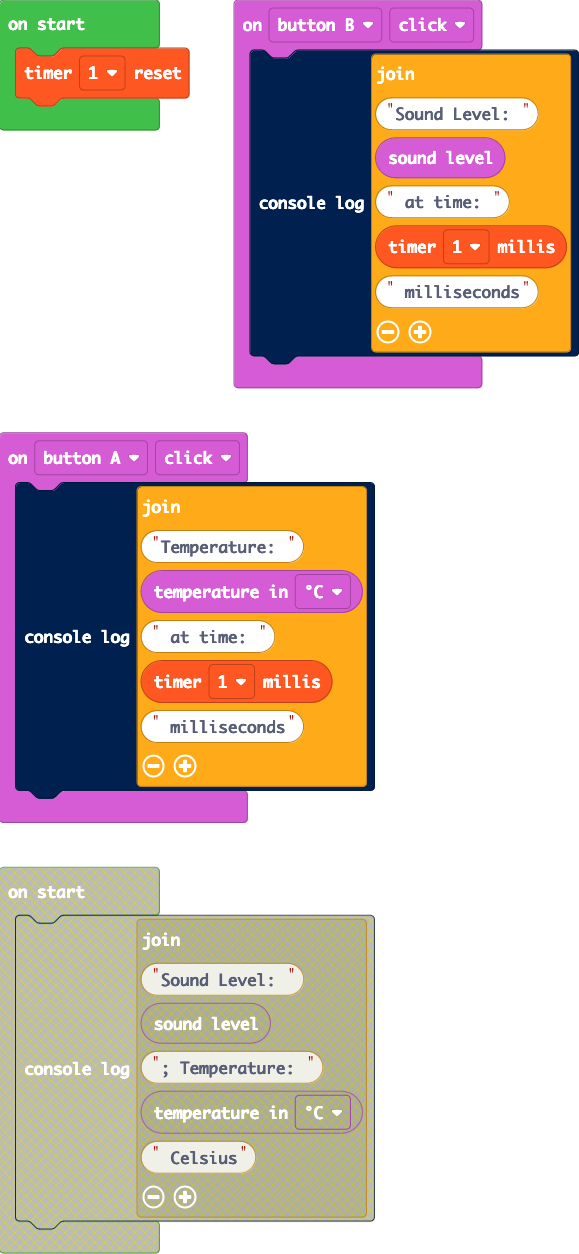 on start
timer 1 reset
on button B click
join
"Sound Level: "
sound level
" at time: "
console log
timer 1 millis
" milliseconds"
on button A click
join
"Temperature: "
temperature in °C
" at time: "
console log
timer 1 millis
" milliseconds"
on start
join
"Sound Level: "
sound level
console log
"; Temperature: "
temperature in °C
" Celsius"